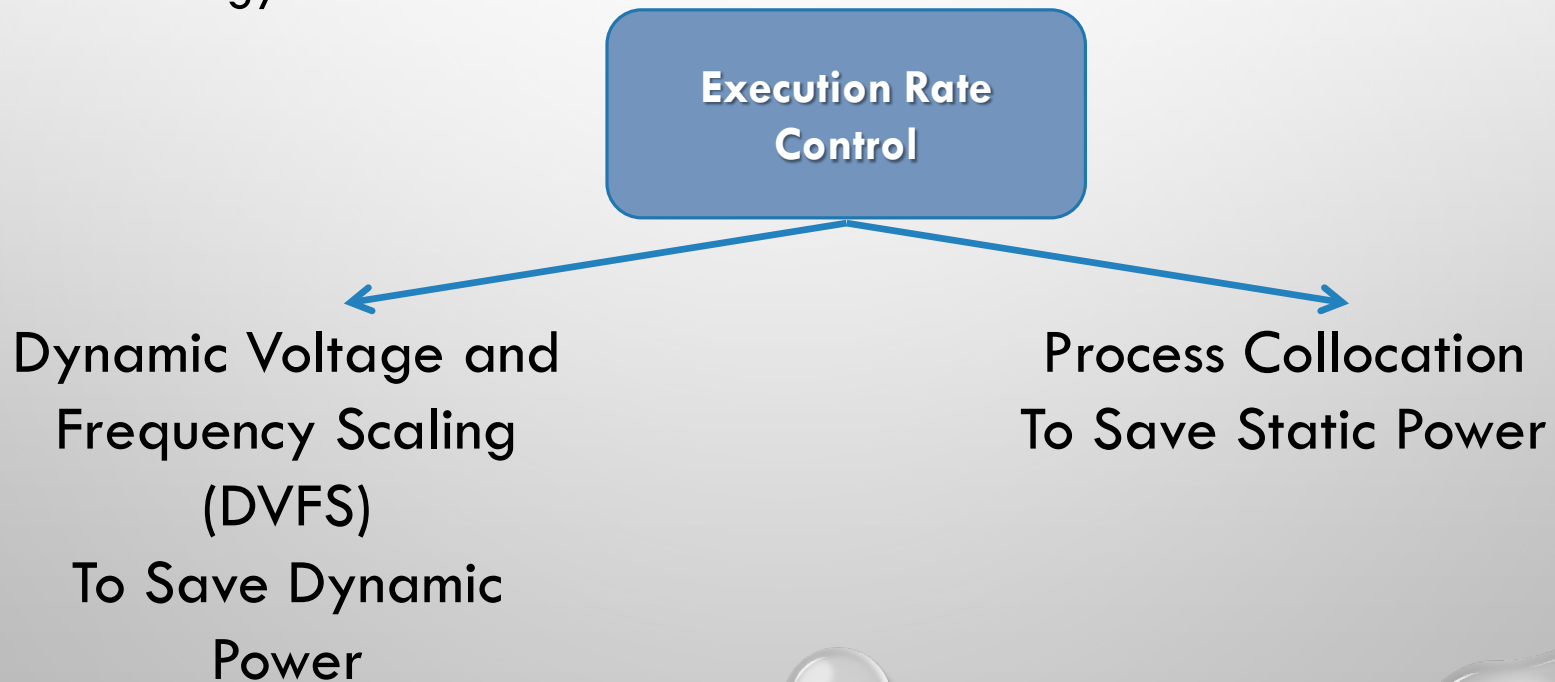 Execution Rate
Control
Dynamic Voltage and
Frequency Scaling
(DVFS)
To Save Dynamic
Power
Process Collocation
To Save Static Power